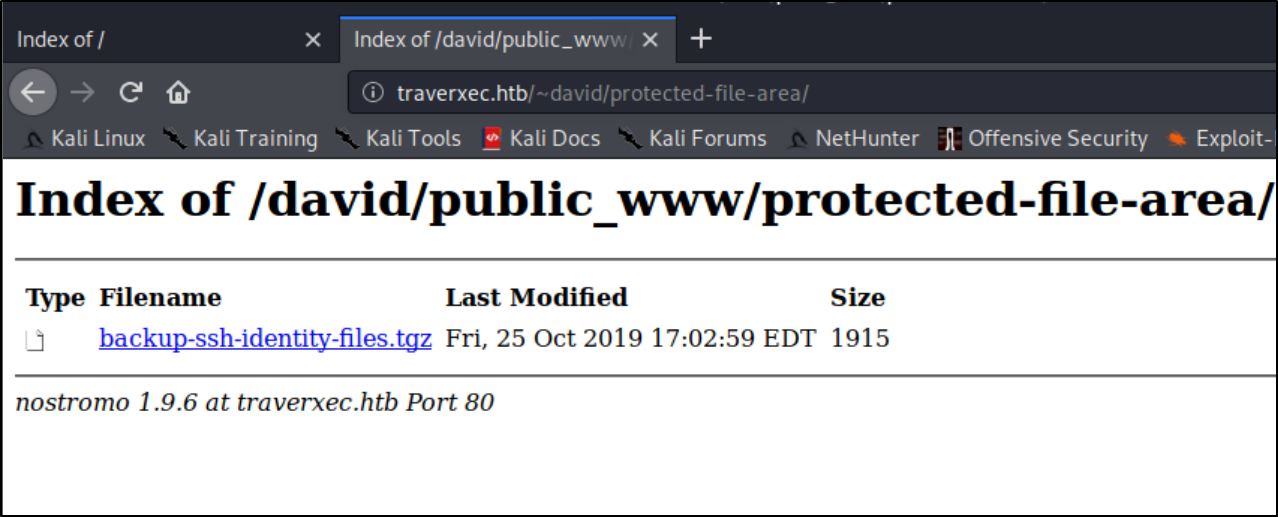 Index of /
Index of /david/public_www/
traverxec.htb/~david/protected-file-area/
Kali Linux Kali Training Kali Tools Kali Docs Kali Forums NetHunter Offensive Security Exploit-
Index of /david/public_www/protected-file-area/
Type Filename Last Modified Size
backup-ssh-identity-files.tgz Fri, 25 Oct 2019 17:02:59 EDT 1915
nostromo 1.9.6 at traverxec.htb Port 80